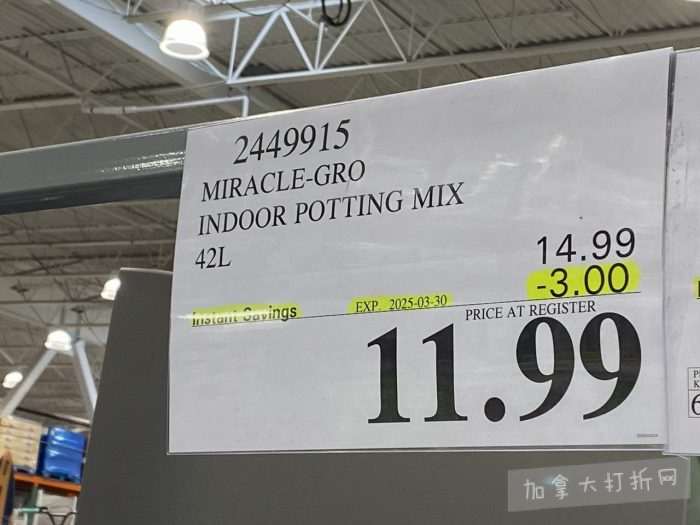 2449915
MIRACLE-GRO
INDOOR POTTING MIX
42L
14.99
-3.00
Instant Savings
EXP. 2025-03-30
PRICE AT REGISTER
11.99
加拿大打折网